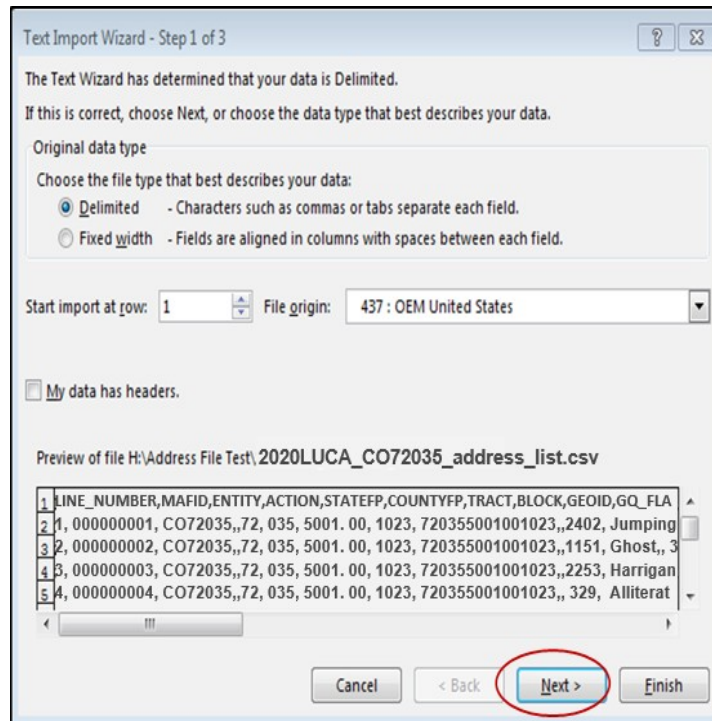 Text Import Wizard - Step 1 of 3
The Text Wizard has determined that your data is Delimited.
If this is correct, choose Next, or choose the data type that best describes your data.
Original data type
Choose the file type that best describes your data:
Delimited - Characters such as commas or tabs separate each field.
Fixed width - Fields are aligned in columns with spaces between each field.
Start import at row: 1 File origin: 437 : OEM United States
My data has headers.
Preview of file H:\Address File Test\2020LUCA_CO72035_address_list.csv
1 LINE_NUMBER,MAFID,ENTITY,ACTION,STATEFP,COUNTYFP,TRACT,BLOCK,GEOID,GQ_FLA
2 1, 000000001, CO72035,,72, 035, 5001. 00, 1023, 720355001001023,,2402, Jumping
3 2, 000000002, CO72035,,72, 035, 5001. 00, 1023, 720355001001023,,1151, Ghost,, 3
4 3, 000000003, CO72035,,72, 035, 5001. 00, 1023, 720355001001023,,2253, Harrigan
5 4, 000000004, CO72035,,72, 035, 5001. 00, 1023, 720355001001023,, 329, Alliterat
Cancel < Back Next > Finish